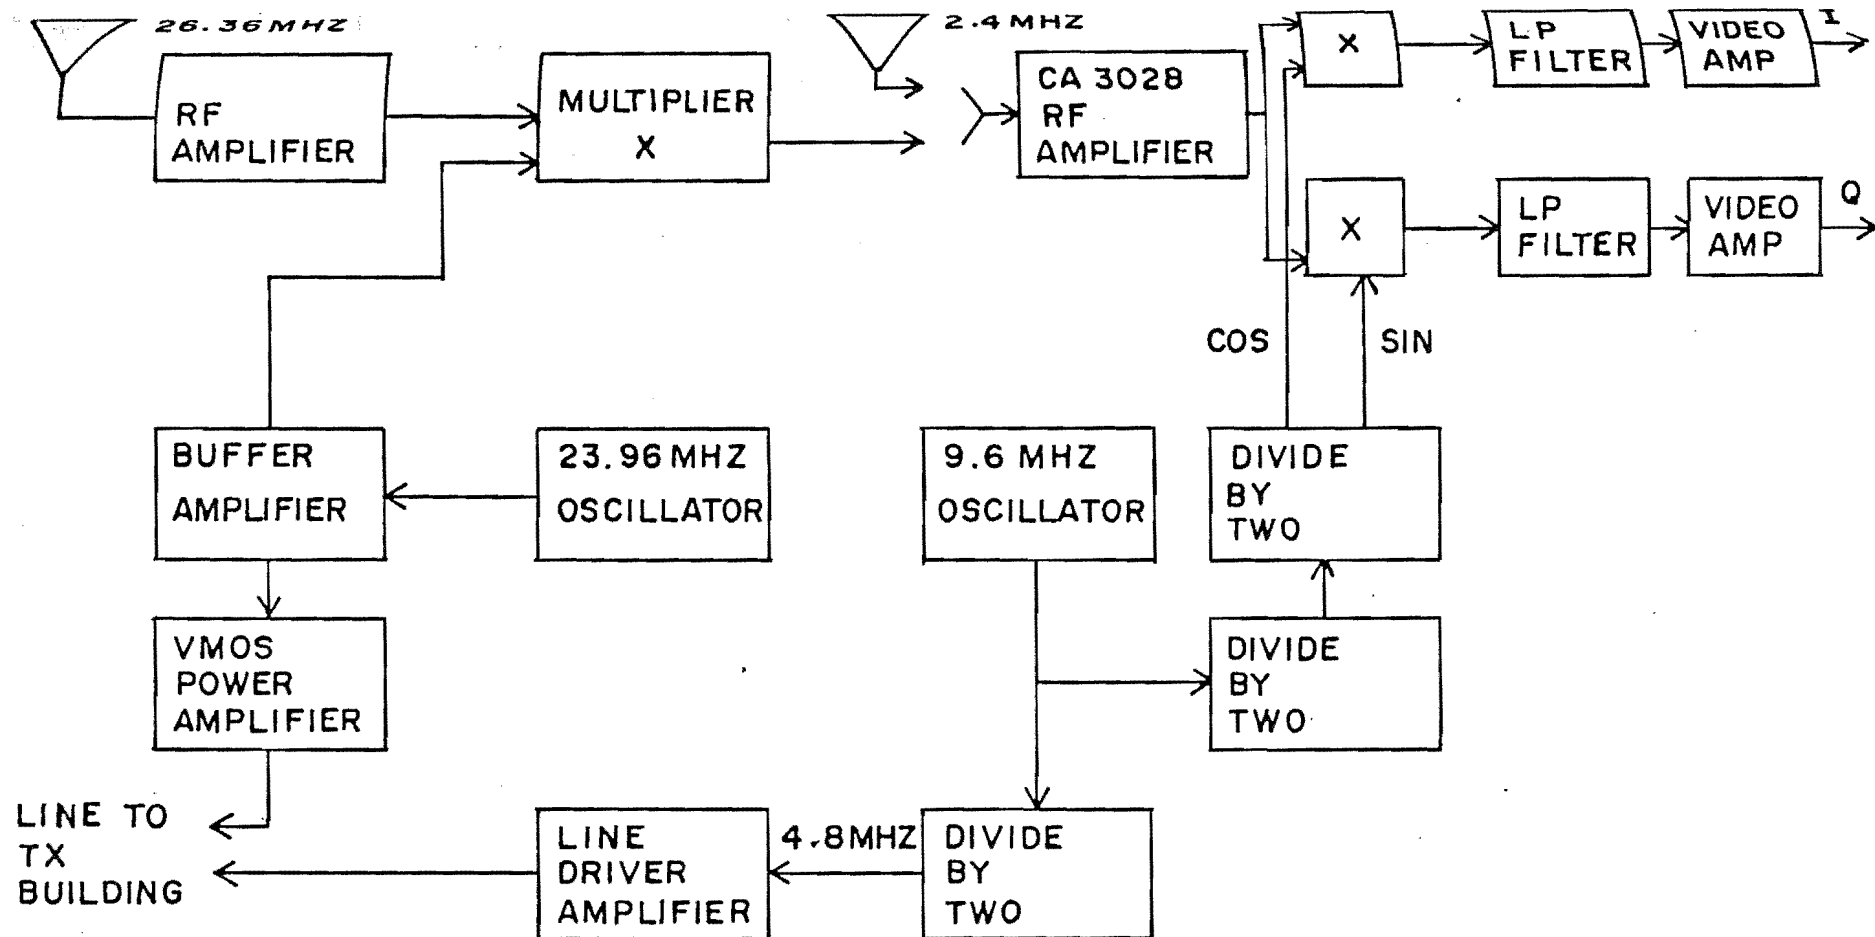 26.36 MHZ
2.4 MHZ
RF
AMPLIFIER
MULTIPLIER
X
CA 3028
RF
AMPLIFIER
X
LP
FILTER
VIDEO
AMP
I
X
LP
FILTER
VIDEO
AMP
Q
COS
SIN
BUFFER
AMPLIFIER
23.96 MHZ
OSCILLATOR
9.6 MHZ
OSCILLATOR
DIVIDE
BY
TWO
VMOS
POWER
AMPLIFIER
DIVIDE
BY
TWO
LINE TO
TX
BUILDING
LINE
DRIVER
AMPLIFIER
4.8MHZ
DIVIDE
BY
TWO